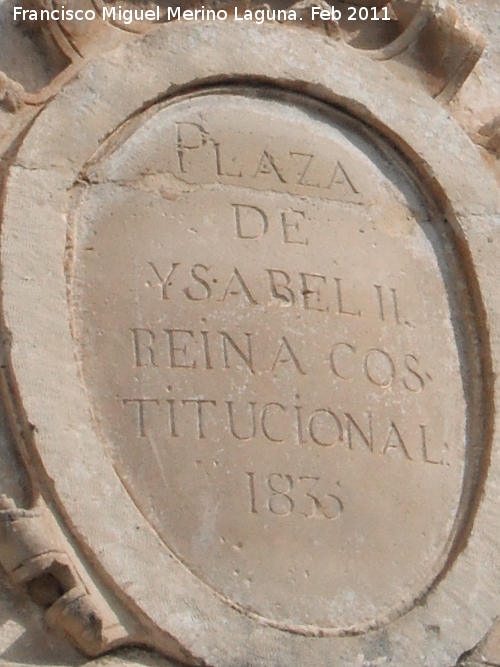 Francisco Miguel Merino Laguna. Feb 2011
PLAZA
DE
YSABEL II.
REINA COS-
TITUCIONAL.